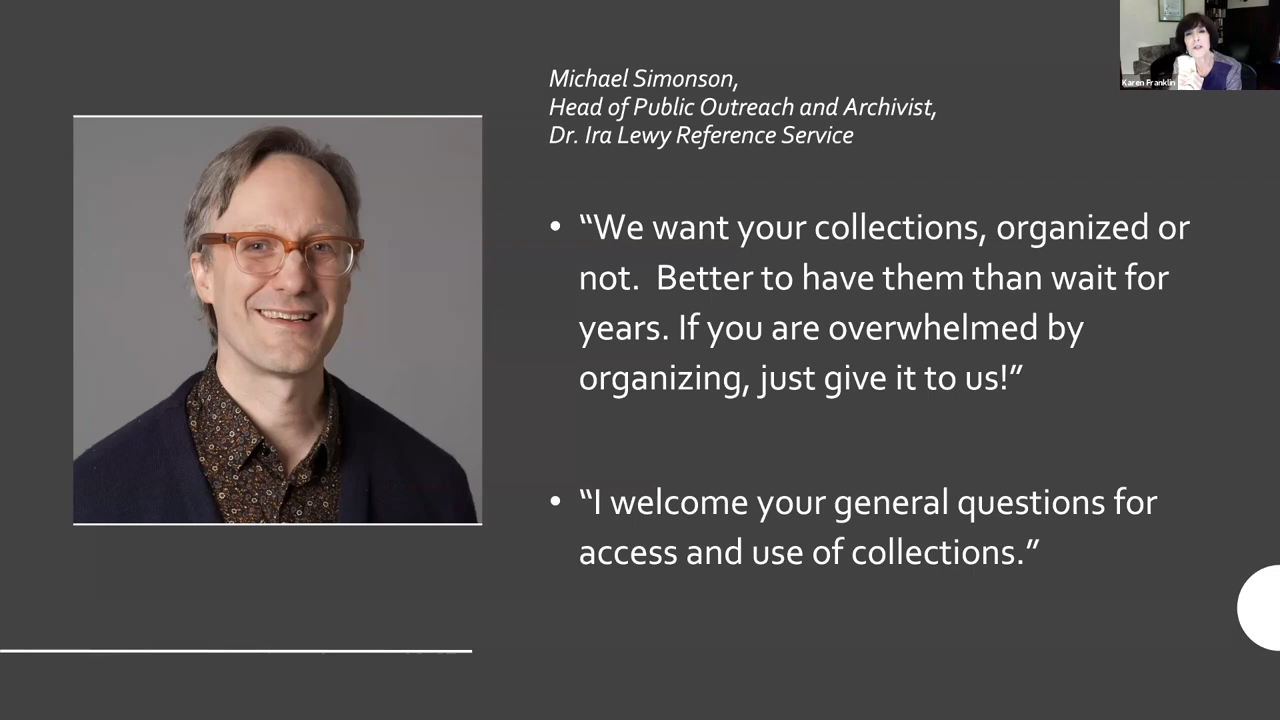 Michael Simonson,
Head of Public Outreach and Archivist,
Dr. Ira Lewy Reference Service
• “We want your collections, organized or
not.  Better to have them than wait for
years. If you are overwhelmed by
organizing, just give it to us!”
• “I welcome your general questions for
access and use of collections.”
Karen Franklin